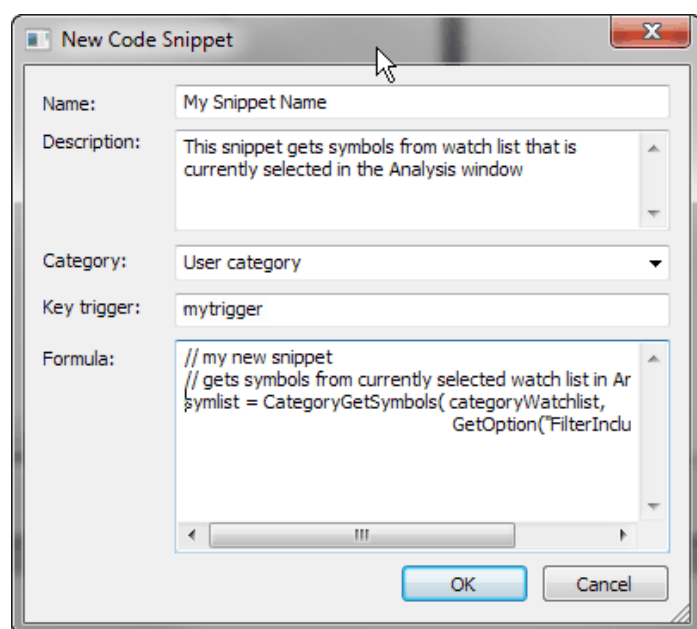 New Code Snippet
Name:
My Snippet Name
Description:
This snippet gets symbols from watch list that is
currently selected in the Analysis window
Category:
User category
Key trigger:
mytrigger
Formula:
// my new snippet
// gets symbols from currently selected watch list in Ar
symlist = CategoryGetSymbols( categoryWatchlist,
GetOption("FilterInclu
OK
Cancel